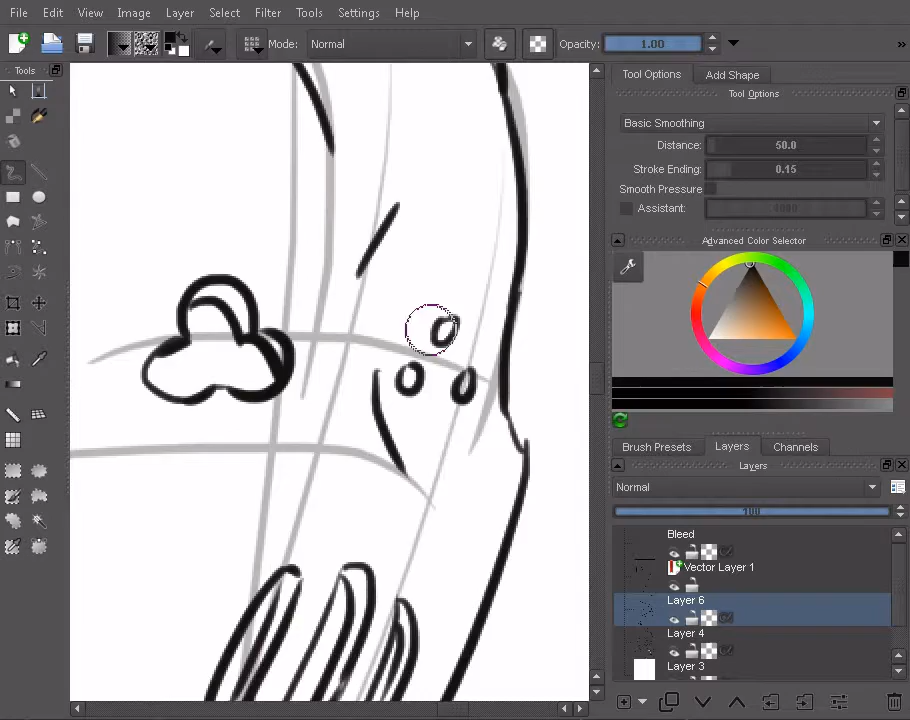 File Edit View Image Layer Select Filter Tools Settings Help
Mode: Normal Opacity: 1.00 »
Tools
Tool Options Add Shape
Tool Options
Basic Smoothing
Distance: 50.0
Stroke Ending: 0.15
Smooth Pressure
Assistant:
Advanced Color Selector
Brush Presets Layers Channels
Layers
Normal
100
Bleed
Vector Layer 1
Layer 6
Layer 4
Layer 3